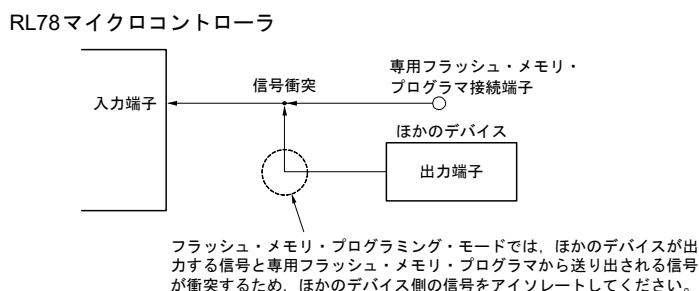 RL78マイクロコントローラ
専用フラッシュ・メモリ・
プログラマ接続端子
信号衝突
入力端子
ほかのデバイス
出力端子
フラッシュ・メモリ・プログラミング・モードでは，ほかのデバイスが出
力する信号と専用フラッシュ・メモリ・プログラマから送り出される信号
が衝突するため，ほかのデバイス側の信号をアイソレートしてください。